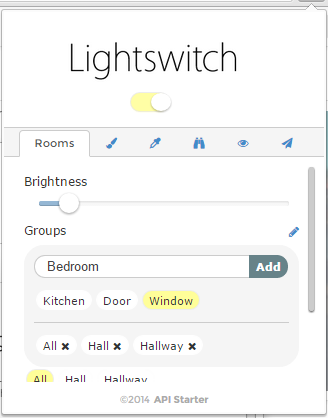 Lightswitch
Rooms
Brightness
Groups
Bedroom Add
Kitchen Door Window
All × Hall × Hallway ×
All Hall Hallway
©2014 API Starter